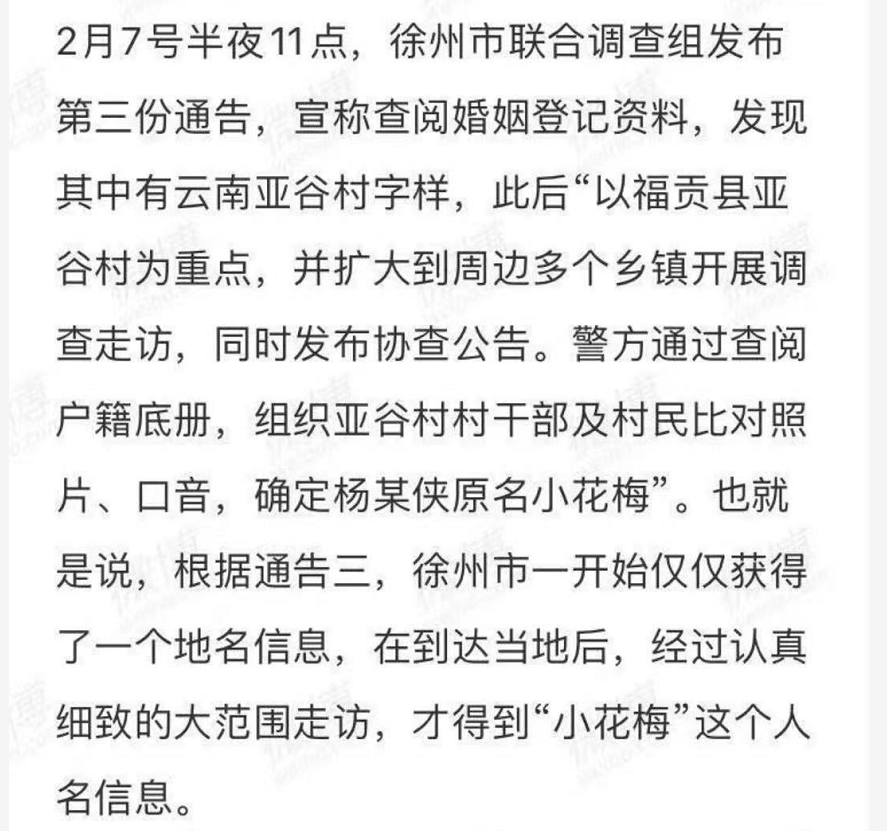 2月7号半夜11点，徐州市联合调查组发布
第三份通告，宣称查阅婚姻登记资料，发现
其中有云南亚谷村字样，此后“以福贡县亚
谷村为重点，并扩大到周边多个乡镇开展调
查走访，同时发布协查公告。警方通过查阅
户籍底册，组织亚谷村村干部及村民比对照
片、口音，确定杨某侠原名小花梅”。也就
是说，根据通告三，徐州市一开始仅仅获得
了一个地名信息，在到达当地后，经过认真
细致的大范围走访，才得到“小花梅”这个人
名信息。